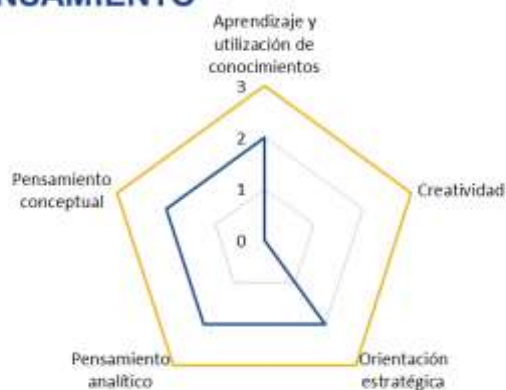 Aprendizaje y
utilización de
conocimientos
3
2
1
0
Creatividad
Orientación
estratégica
Pensamiento
analítico
Pensamiento
conceptual